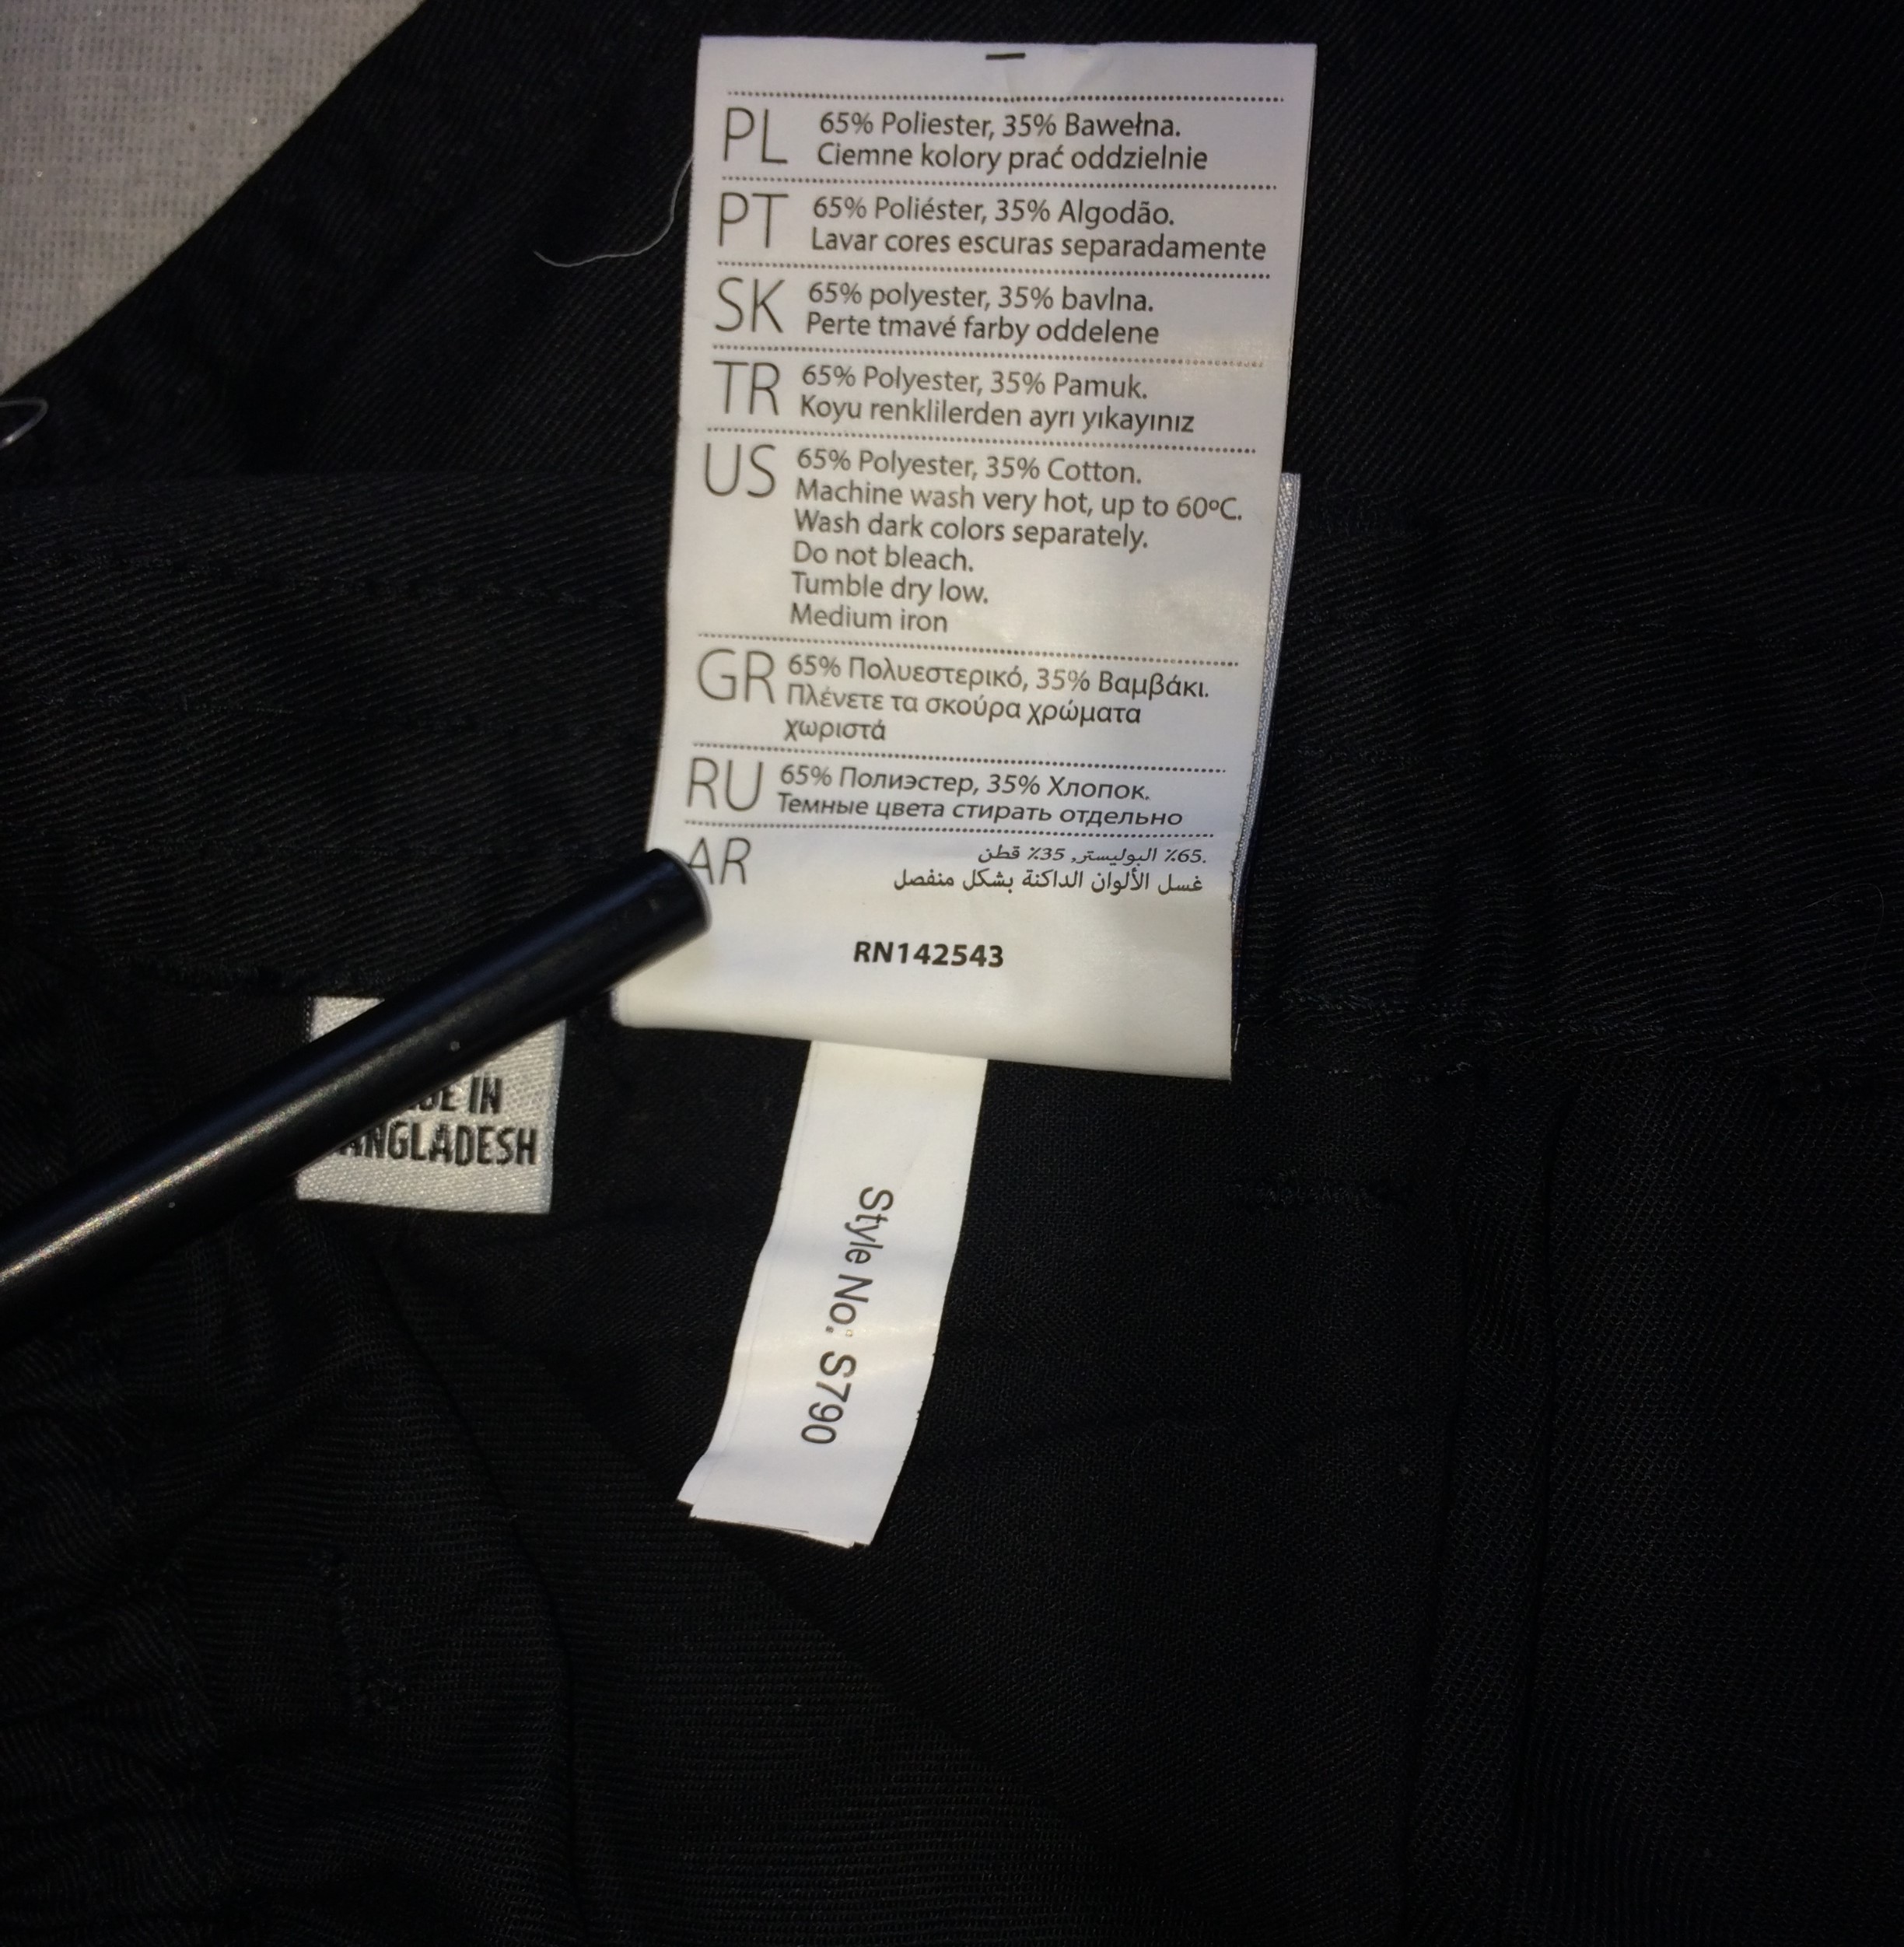 PL
65% Poliester, 35% Bawełna.
Ciemne kolory prać oddzielnie
PT
65% Poliéster, 35% Algodão.
Lavar cores escuras separadamente
SK
65% polyester, 35% bavlna.
Perte tmavé farby oddelene
TR
65% Polyester, 35% Pamuk.
Koyu renklilerden ayrı yıkayınız
US
65% Polyester, 35% Cotton.
Machine wash very hot, up to 60ºC.
Wash dark colors separately.
Do not bleach.
Tumble dry low.
Medium iron
GR
65% Πολυεστερικό, 35% Βαμβάκι.
Πλένετε τα σκούρα χρώματα
χωριστά
RU
65% Полиэстер, 35% Хлопок.
Темные цвета стирать отдельно
AR
.65٪ البوليستر, 35٪ قطن
غسل الألوان الداكنة بشكل منفصل
RN142543
IN
Style No: S790